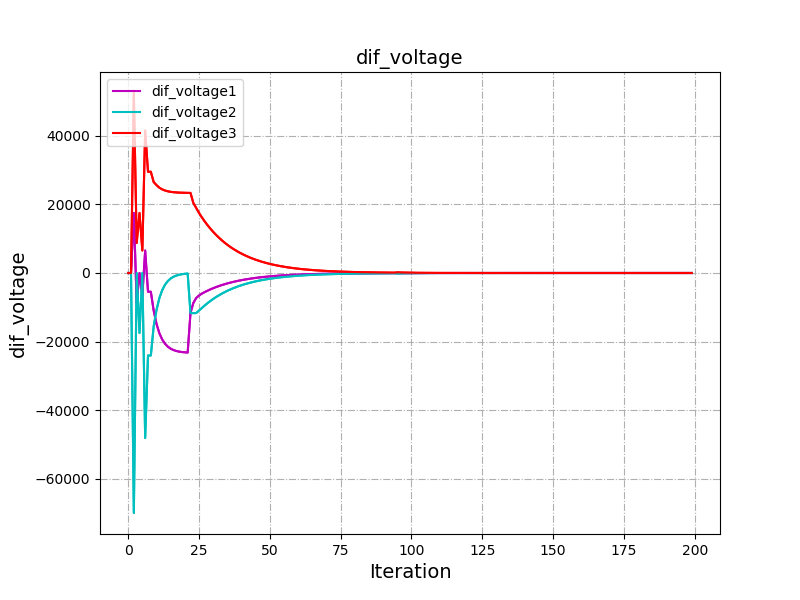 dif_voltage
dif_voltage1
dif_voltage2
dif_voltage3
40000
20000
0
−20000
−40000
−60000
dif_voltage
0 25 50 75 100 125 150 175 200
Iteration